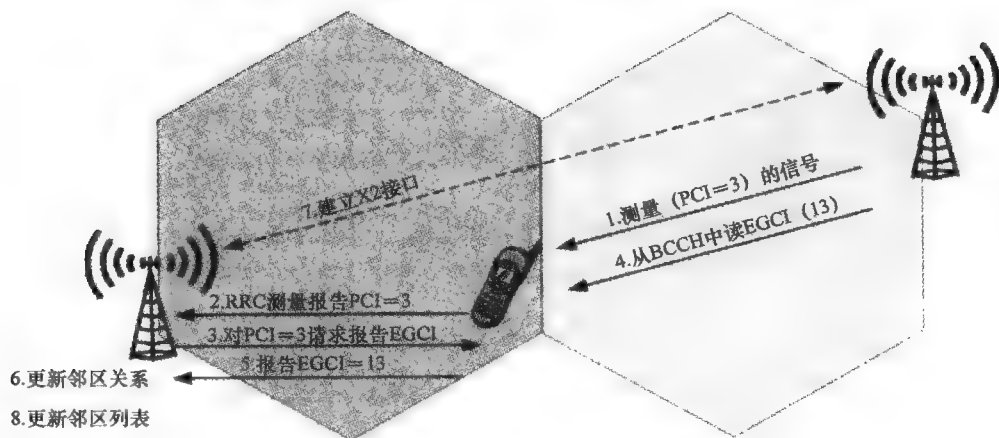 7.建立X2接口
1.测量（PCI=3）的信号
4.从BCCH中读EGCI（13）
2.RRC测量报告PCI=3
3.对PCI=3请求报告EGCI
5.报告EGCI=13
6.更新邻区关系
8.更新邻区列表